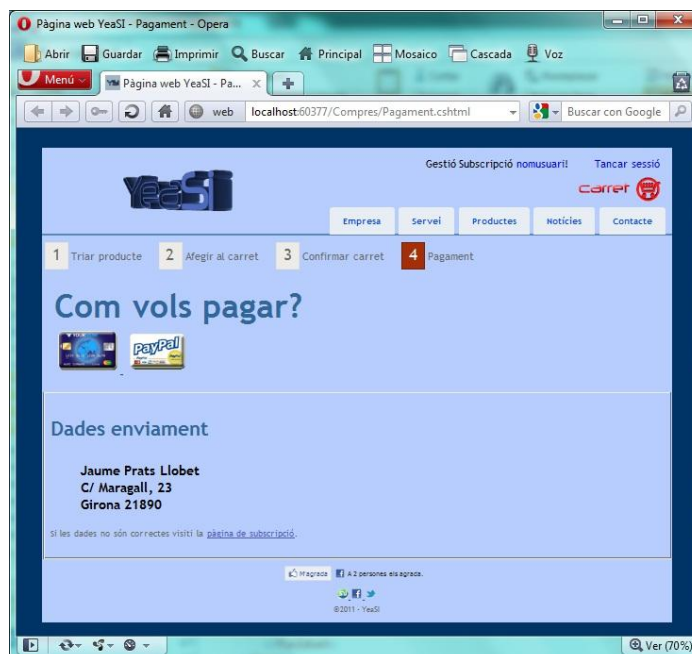 Pàgina web YeaSI - Pagament - Opera
Abrir Guardar Imprimir Buscar Principal Mosaico Cascada Voz
Menú Pàgina web YeaSI - Pa...
web localhost:60377/Compres/Pagament.cshtml Buscar con Google
Gestió Subscripció nomusuari! Tancar sessió
YeaSi
carret
Empresa Servei Productes Notícies Contacte
1 Triar producte 2 Afegir al carret 3 Confirmar carret 4 Pagament
Com vols pagar?
PayPal
Dades enviament
Jaume Prats Llobet
C/ Maragall, 23
Girona 21890
Si les dades no són correctes visiti la pàgina de subscripció.
M'agrada A 2 persones els agrada.
©2011 - YeaSI
Ver (70%)